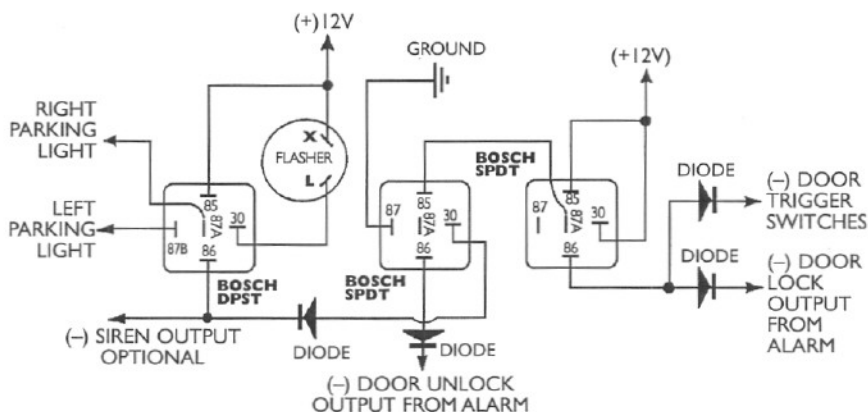 (+)12V
GROUND
(+12V)
RIGHT
PARKING
LIGHT
X
FLASHER
L
BOSCH
SPDT
DIODE
(–) DOOR
TRIGGER
SWITCHES
LEFT
PARKING
LIGHT
85
87A
30
87B
86
BOSCH
DPST
87
85
87A
30
86
BOSCH
SPDT
87
85
87A
30
86
DIODE
(–) DOOR
LOCK
OUTPUT
FROM
ALARM
(–) SIREN OUTPUT
OPTIONAL
DIODE
DIODE
(–) DOOR UNLOCK
OUTPUT FROM ALARM